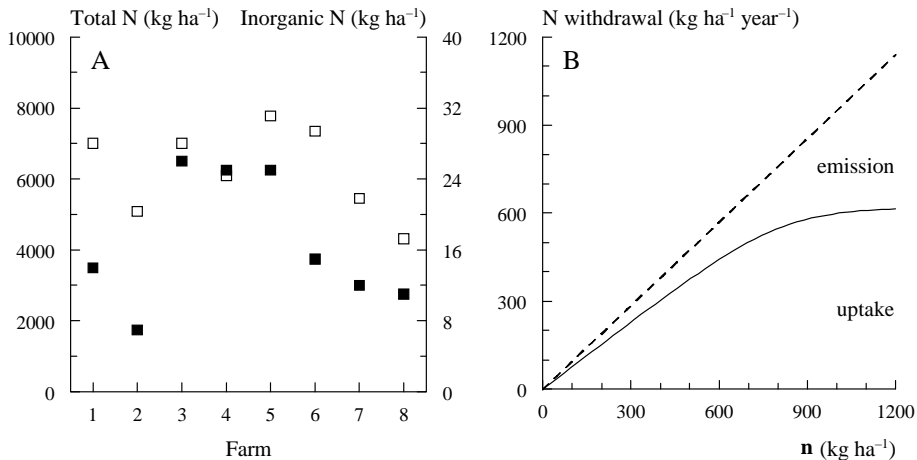 Total N (kg ha⁻¹) Inorganic N (kg ha⁻¹)
10000
8000
6000
4000
2000
0
A
40
32
24
16
8
0
1 2 3 4 5 6 7 8
Farm
N withdrawal (kg ha⁻¹ year⁻¹)
1200
900
600
300
0
B
emission
uptake
0 300 600 900 1200
n (kg ha⁻¹)